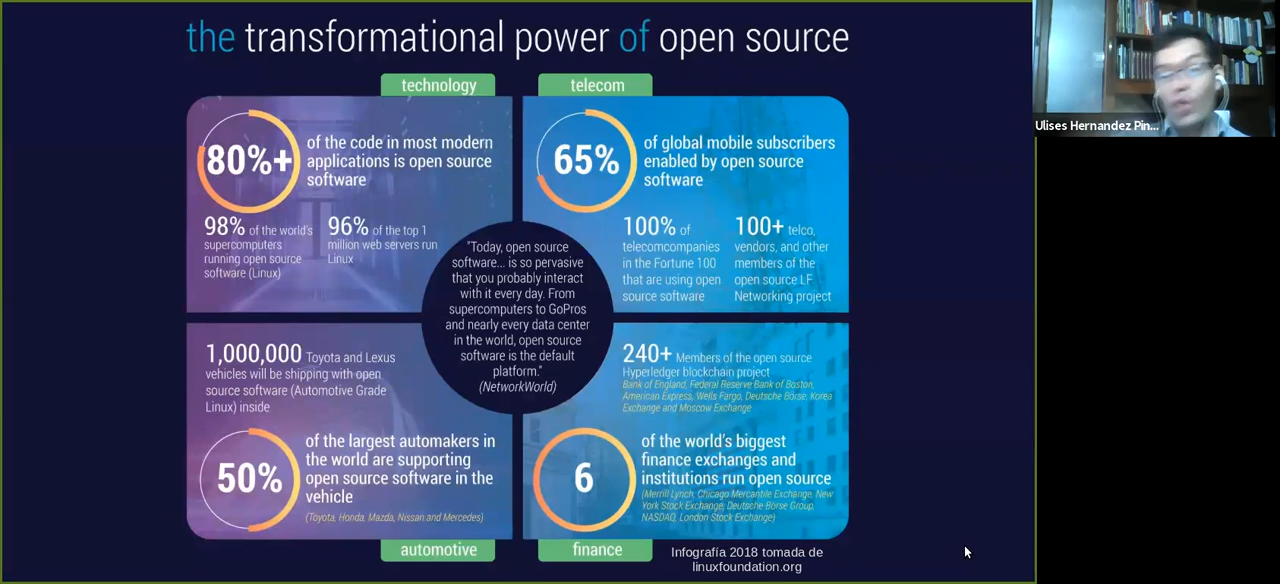 the transformational power of open source
technology
80%+
of the code in most modern
applications is open source
software
98% of the world's
supercomputers
running open source
software (Linux)
96% of the top 1
million web servers run
Linux
telecom
65%
of global mobile subscribers
enabled by open source
software
100% of
telecomcompanies
in the Fortune 100
that are using open
source software
100+ telco,
vendors, and other
members of the
open source LF
Networking project
"Today, open source
software... is so pervasive
that you probably interact
with it every day. From
supercomputers to GoPros
and nearly every data center
in the world, open source
software is the default
platform."
(NetworkWorld)
1,000,000 Toyota and Lexus
vehicles will be shipping with open
source software (Automotive Grade
Linux) inside
50%
of the largest automakers in
the world are supporting
open source software in the
vehicle
(Toyota, Honda, Mazda, Nissan and Mercedes)
automotive
240+ Members of the open source
Hyperledger blockchain project
Bank of England, Federal Reserve Bank of Boston,
American Express, Wells Fargo, Deutsche Börse, Korea
Exchange and Moscow Exchange
6
of the world's biggest
finance exchanges and
institutions run open source
(Merrill Lynch, Chicago Mercantile Exchange, New
York Stock Exchange, Deutsche Börse Group,
NASDAQ, London Stock Exchange)
finance
Infografía 2018 tomada de
linuxfoundation.org
Ulises Hernandez Pin...